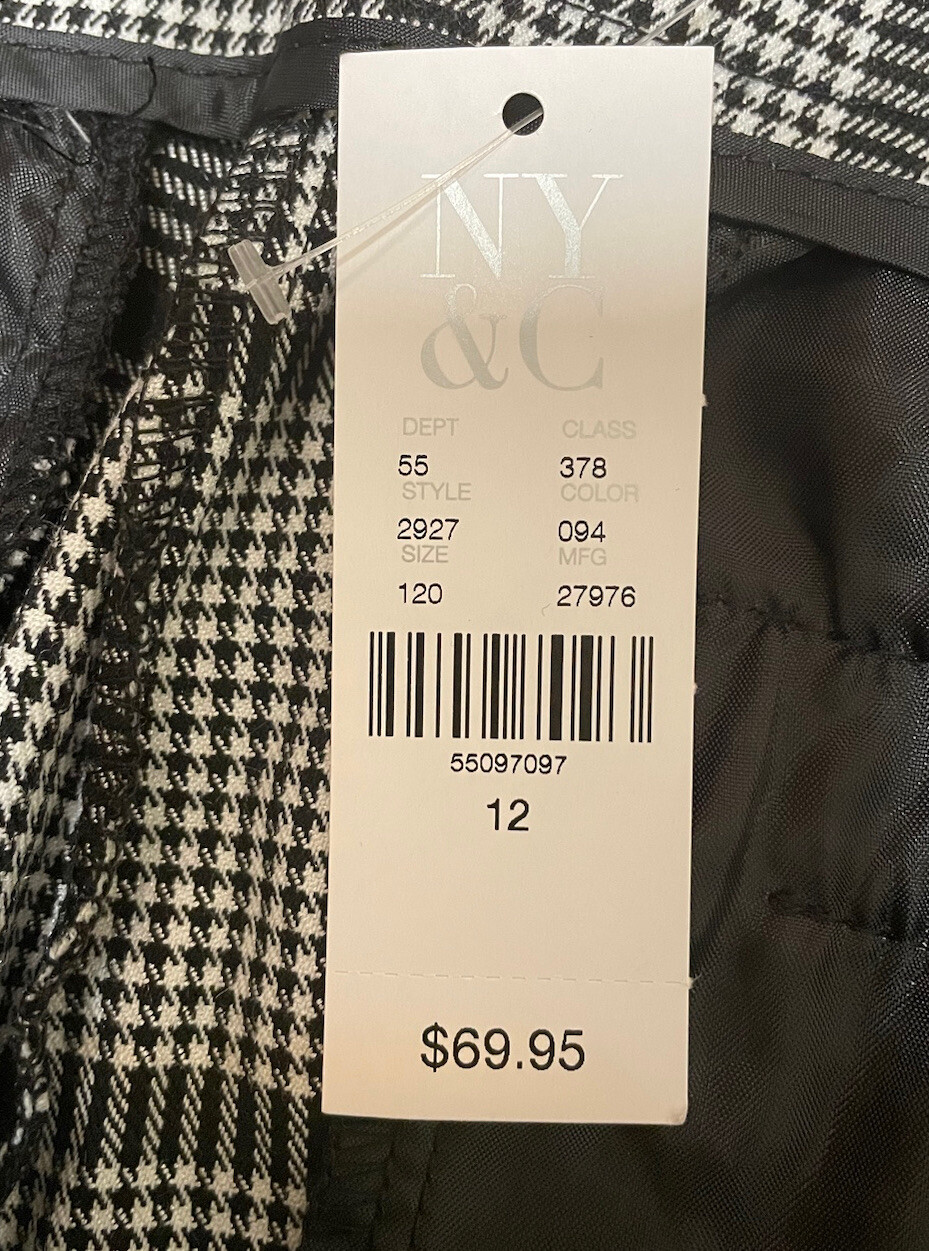 NY
&C
DEPT CLASS
55 378
STYLE COLOR
2927 094
SIZE MFG
120 27976
55097097
12
$69.95